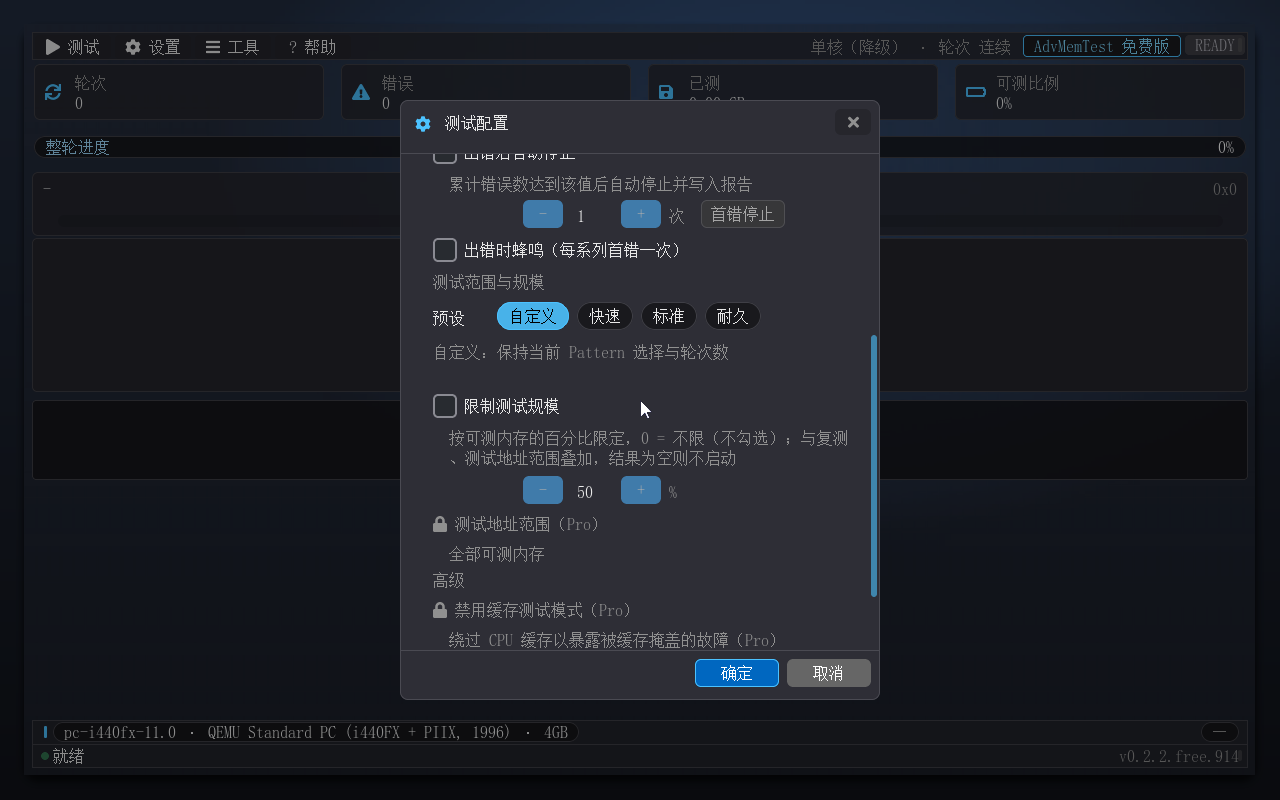 测试 设置 工具 ? 帮助 单核（降级） · 轮次 连续 AdvMemTest 免费版 READY
轮次 错误 已测 可测比例
0 0 0%
整轮进度 0%
测试配置
— 0x0
累计错误数达到该值后自动停止并写入报告
- 1 + 次 首错停止
出错时蜂鸣（每系列首错一次）
测试范围与规模
预设 自定义 快速 标准 耐久
自定义：保持当前 Pattern 选择与轮次数
限制测试规模
按可测内存的百分比限定，0 = 不限（不勾选）；与复测
、测试地址范围叠加，结果为空则不启动
- 50 + %
测试地址范围（Pro）
全部可测内存
高级
禁用缓存测试模式（Pro）
绕过 CPU 缓存以暴露被缓存掩盖的故障（Pro）
确定 取消
pc-i440fx-11.0 · QEMU Standard PC (i440FX + PIIX, 1996) · 4GB —
就绪 v0.2.2.free.914